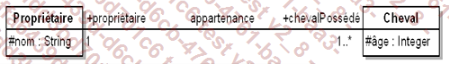 Propriétaire +propriétaire appartenance +chevalPossédé Cheval
#nom : String 1 1..* #âge : Integer